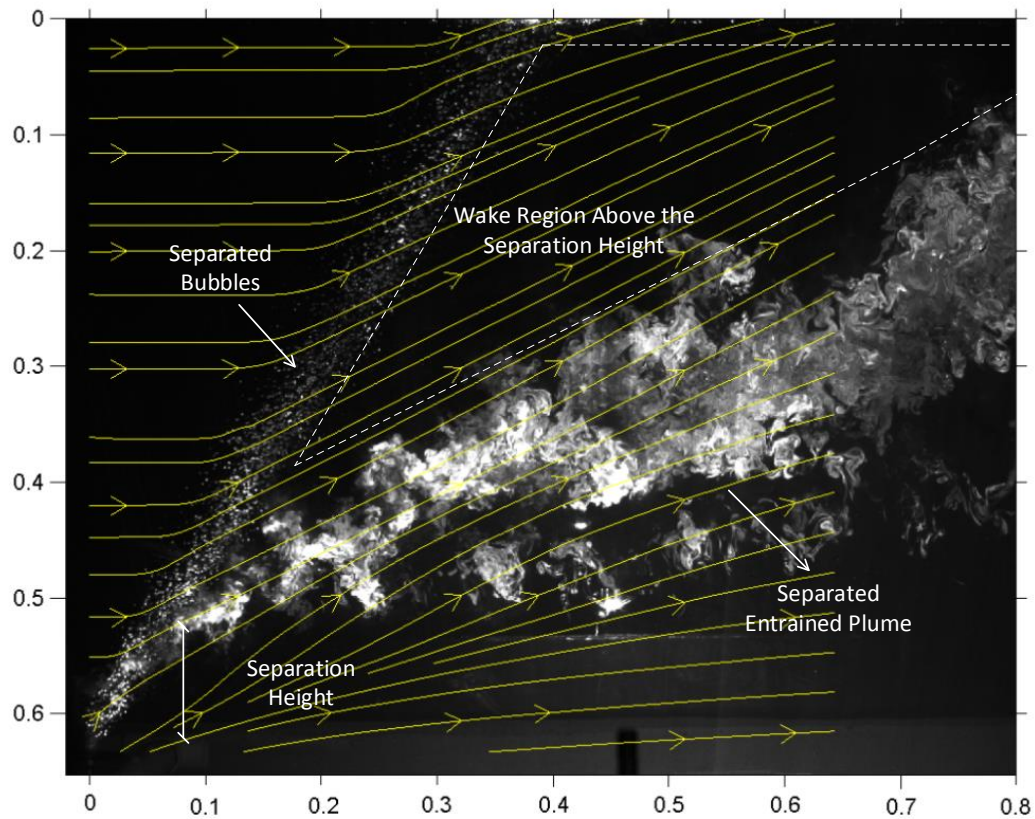 0
0.1
0.2
0.3
0.4
0.5
0.6
Wake Region Above the
Separation Height
Separated
Bubbles
Separated
Entrained Plume
Separation
Height
0
0.1
0.2
0.3
0.4
0.5
0.6
0.7
0.8